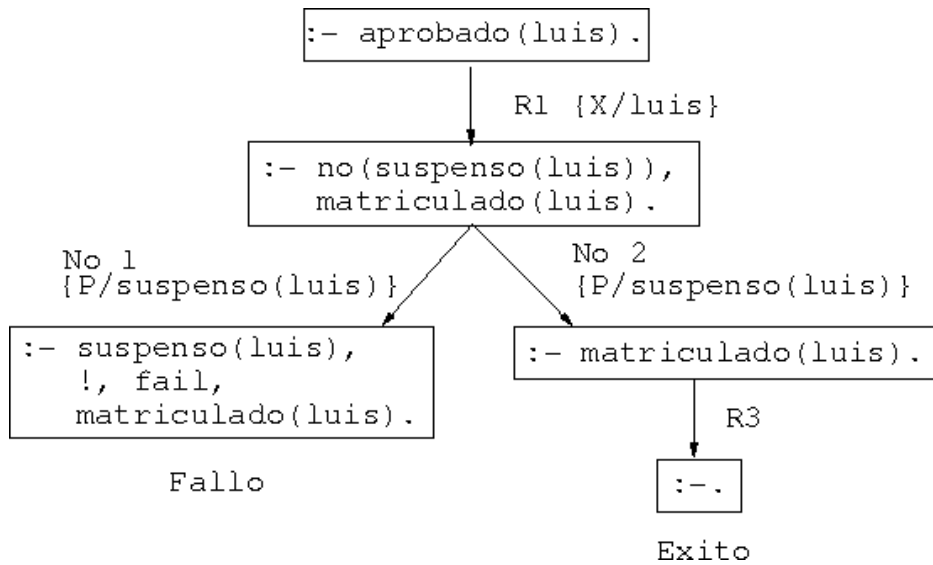 :- aprobado(luis).
R1 {X/luis}
:- no(suspenso(luis)),
matriculado(luis).
No 1
{P/suspenso(luis)}
No 2
{P/suspenso(luis)}
:- suspenso(luis),
!, fail,
matriculado(luis).
Fallo
:- matriculado(luis).
R3
:-.
Exito